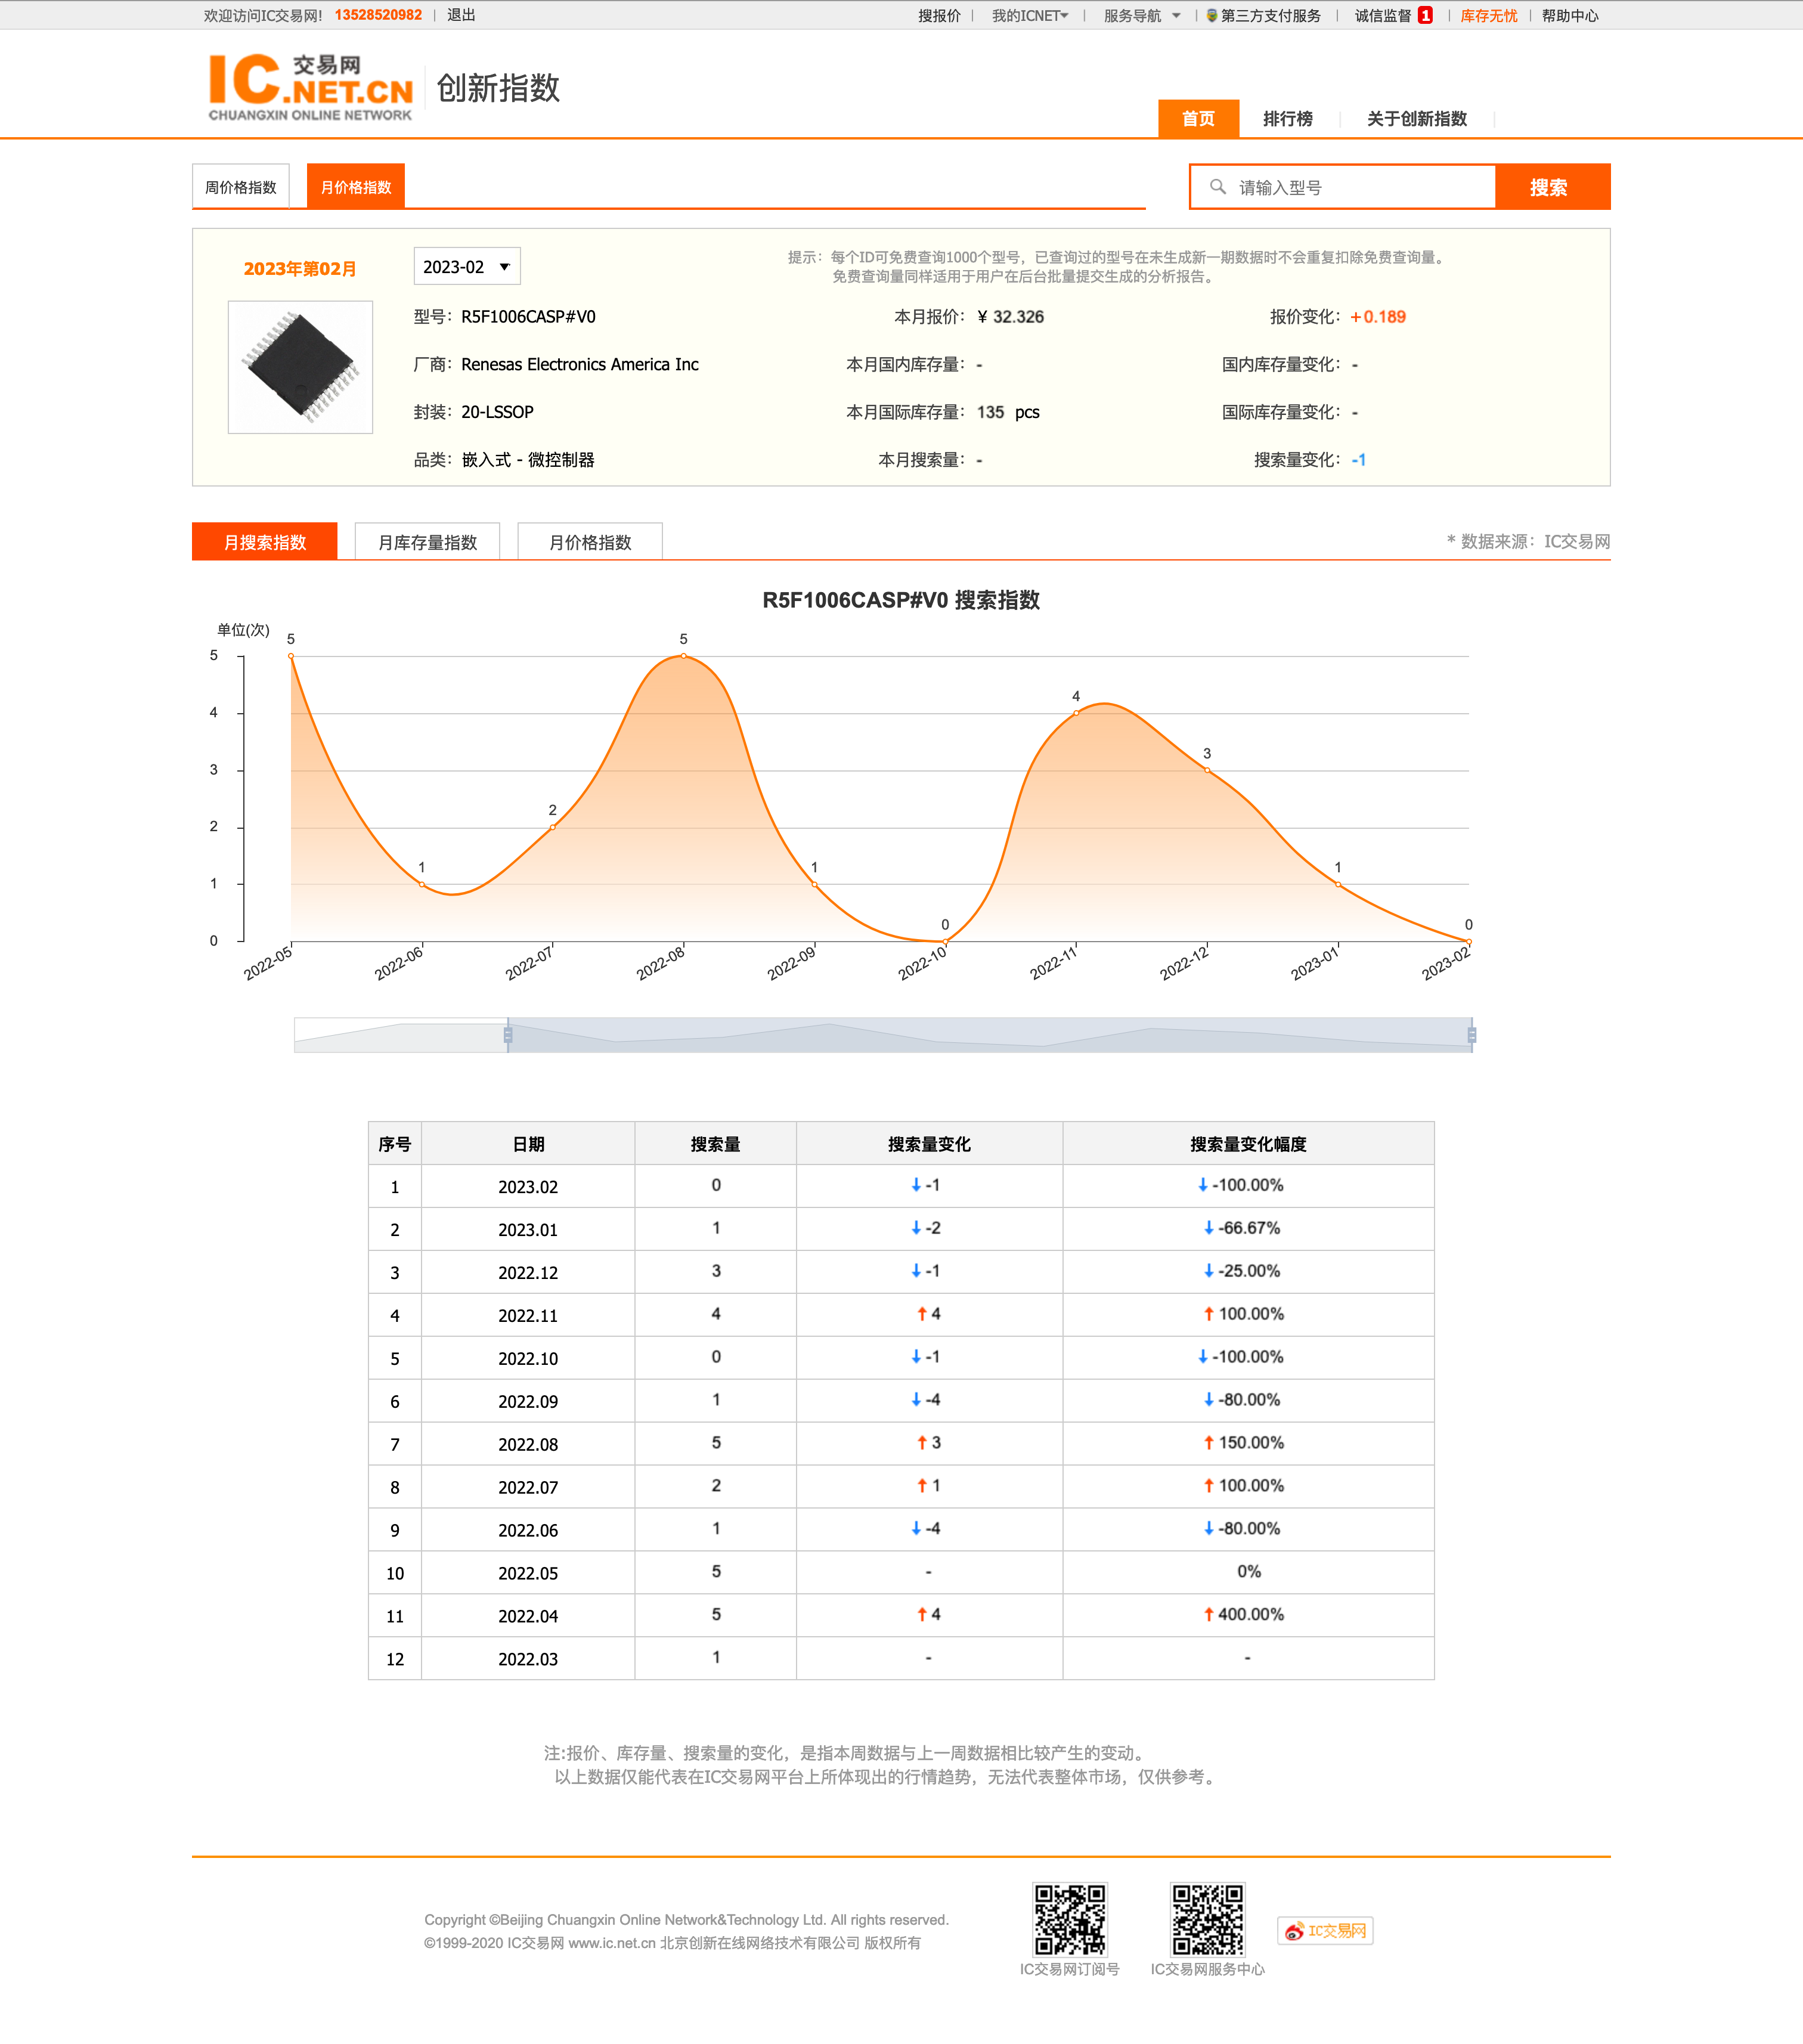 欢迎访问IC交易网! 13528520982 | 退出 搜报价 | 我的ICNET | 服务导航 | 第三方支付服务 | 诚信监督 1 | 库存无忧 | 帮助中心
IC 交易网 .NET.CN
CHUANGXIN ONLINE NETWORK
创新指数
首页 排行榜 关于创新指数
周价格指数 月价格指数 请输入型号 搜索
2023年第02月 2023-02
提示：每个ID可免费查询1000个型号，已查询过的型号在未生成新一期数据时不会重复扣除免费查询量。
免费查询量同样适用于用户在后台批量提交生成的分析报告。
型号：R5F1006CASP#V0 本月报价：¥ 32.326 报价变化：+0.189
厂商：Renesas Electronics America Inc 本月国内库存量：- 国内库存量变化：-
封装：20-LSSOP 本月国际库存量：135 pcs 国际库存量变化：-
品类：嵌入式 - 微控制器 本月搜索量：- 搜索量变化：-1
月搜索指数 月库存量指数 月价格指数 * 数据来源：IC交易网
R5F1006CASP#V0 搜索指数
单位(次)
5 4 3 2 1 0
5 1 2 5 1 0 4 3 1 0
2022-05 2022-06 2022-07 2022-08 2022-09 2022-10 2022-11 2022-12 2023-01 2023-02
序号 日期 搜索量 搜索量变化 搜索量变化幅度
1 2023.02 0 ↓ -1 ↓ -100.00%
2 2023.01 1 ↓ -2 ↓ -66.67%
3 2022.12 3 ↓ -1 ↓ -25.00%
4 2022.11 4 ↑ 4 ↑ 100.00%
5 2022.10 0 ↓ -1 ↓ -100.00%
6 2022.09 1 ↓ -4 ↓ -80.00%
7 2022.08 5 ↑ 3 ↑ 150.00%
8 2022.07 2 ↑ 1 ↑ 100.00%
9 2022.06 1 ↓ -4 ↓ -80.00%
10 2022.05 5 - 0%
11 2022.04 5 ↑ 4 ↑ 400.00%
12 2022.03 1 - -
注:报价、库存量、搜索量的变化，是指本周数据与上一周数据相比较产生的变动。
以上数据仅能代表在IC交易网平台上所体现出的行情趋势，无法代表整体市场，仅供参考。
Copyright ©Beijing Chuangxin Online Network&Technology Ltd. All rights reserved.
©1999-2020 IC交易网 www.ic.net.cn 北京创新在线网络技术有限公司 版权所有
IC交易网订阅号 IC交易网服务中心 IC交易网